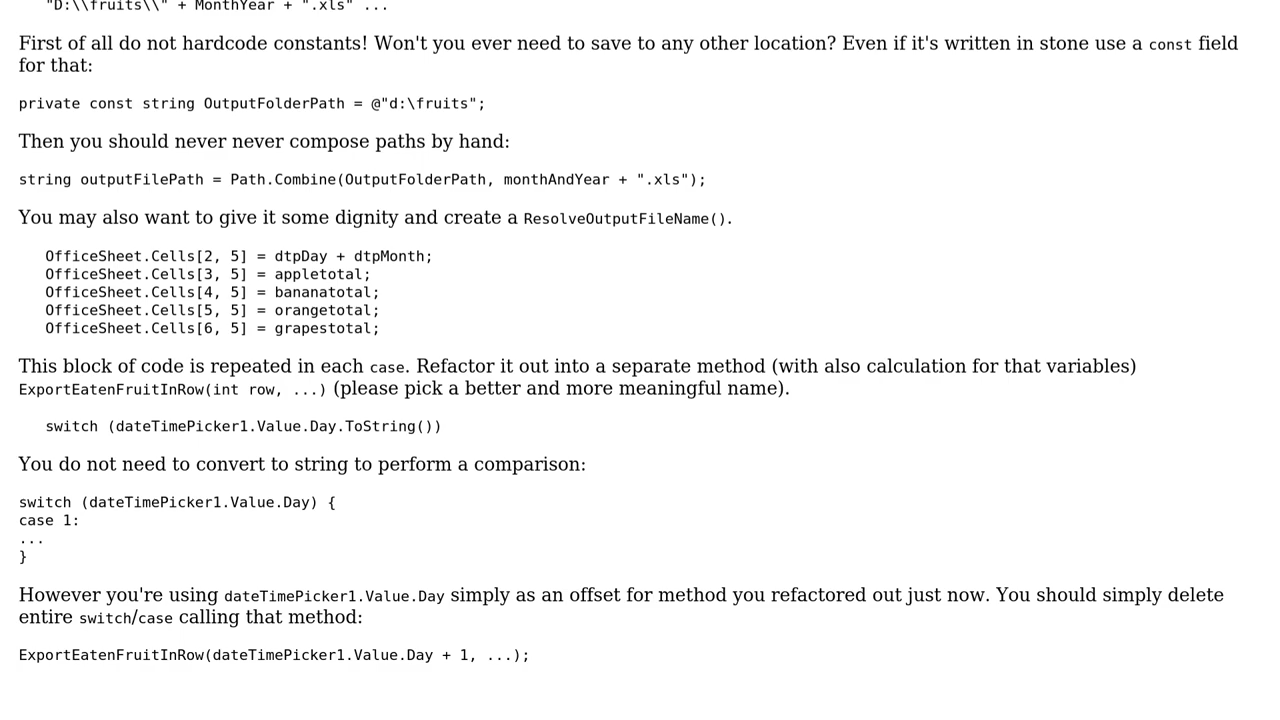 "D:\\fruits\\" + MonthYear + ".xls" ...
First of all do not hardcode constants! Won't you ever need to save to any other location? Even if it's written in stone use a const field
for that:
private const string OutputFolderPath = @"d:\fruits";
Then you should never never compose paths by hand:
string outputFilePath = Path.Combine(OutputFolderPath, monthAndYear + ".xls");
You may also want to give it some dignity and create a ResolveOutputFileName().
OfficeSheet.Cells[2, 5] = dtpDay + dtpMonth;
OfficeSheet.Cells[3, 5] = appletotal;
OfficeSheet.Cells[4, 5] = bananatotal;
OfficeSheet.Cells[5, 5] = orangetotal;
OfficeSheet.Cells[6, 5] = grapestotal;
This block of code is repeated in each case. Refactor it out into a separate method (with also calculation for that variables)
ExportEatenFruitInRow(int row, ...) (please pick a better and more meaningful name).
switch (dateTimePicker1.Value.Day.ToString())
You do not need to convert to string to perform a comparison:
switch (dateTimePicker1.Value.Day) {
case 1:
...
}
However you're using dateTimePicker1.Value.Day simply as an offset for method you refactored out just now. You should simply delete
entire switch/case calling that method:
ExportEatenFruitInRow(dateTimePicker1.Value.Day + 1, ...);